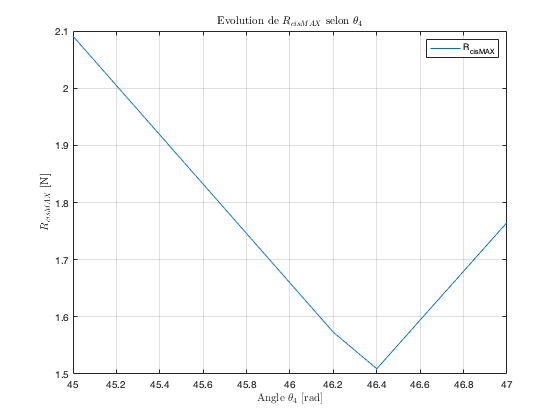 Evolution de R_cisMAX selon θ_4
R_cisMAX
2.1
2
1.9
1.8
1.7
1.6
1.5
R_cisMAX [N]
45 45.2 45.4 45.6 45.8 46 46.2 46.4 46.6 46.8 47
Angle θ_4 [rad]